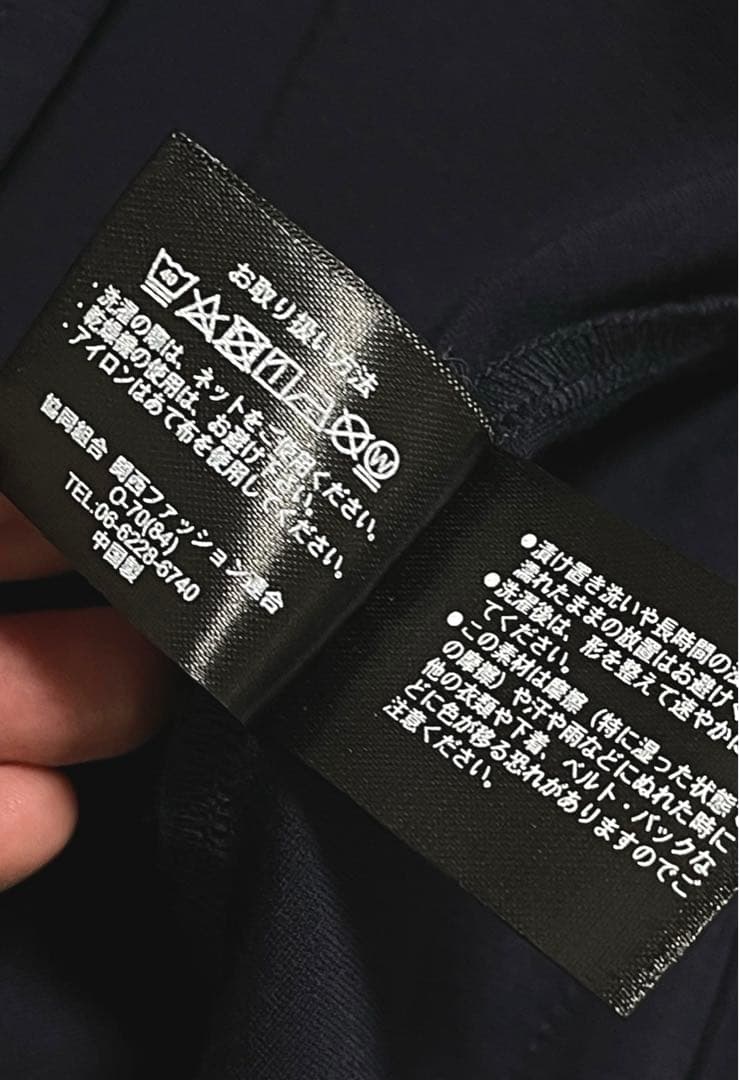 お取り扱い方法
40
W
・洗濯の際は、ネットをご使用ください。
・乾燥機の使用は、お避け下さい。
・アイロンはあて布を使用してください。
協同組合 関西ファッション連合
O-70(84)
TEL:06-6228-6740
中国製
●漬け置き洗いや長時間の
濡れたままの放置はお避けく
●洗濯後は、形を整えて速やかに
てください。
●この素材は摩擦（特に湿った状態で
の摩擦）や汗や雨などにぬれた時に
他の衣類や下着、ベルト・バックな
どに色が移る恐れがありますのでご
注意ください。